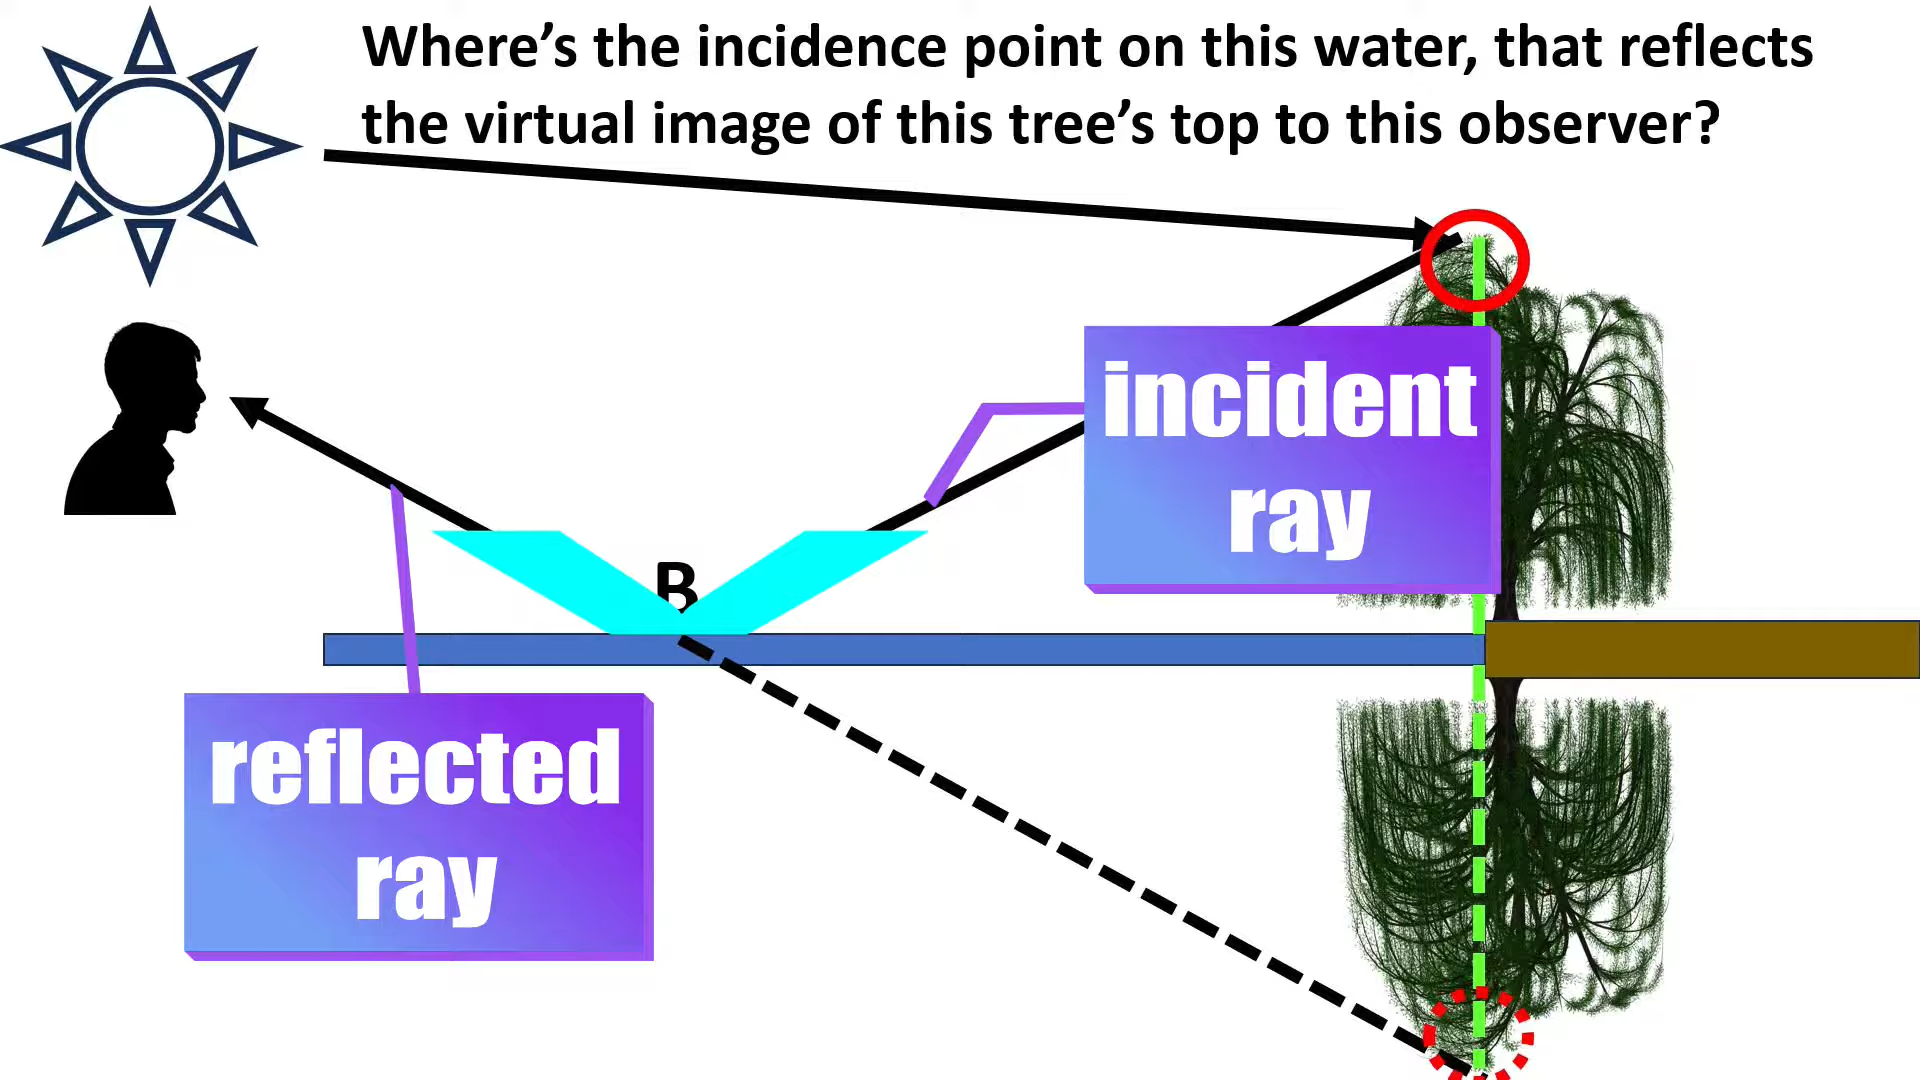 Where’s the incidence point on this water, that reflects
the virtual image of this tree’s top to this observer?
incident
ray
B
reflected
ray